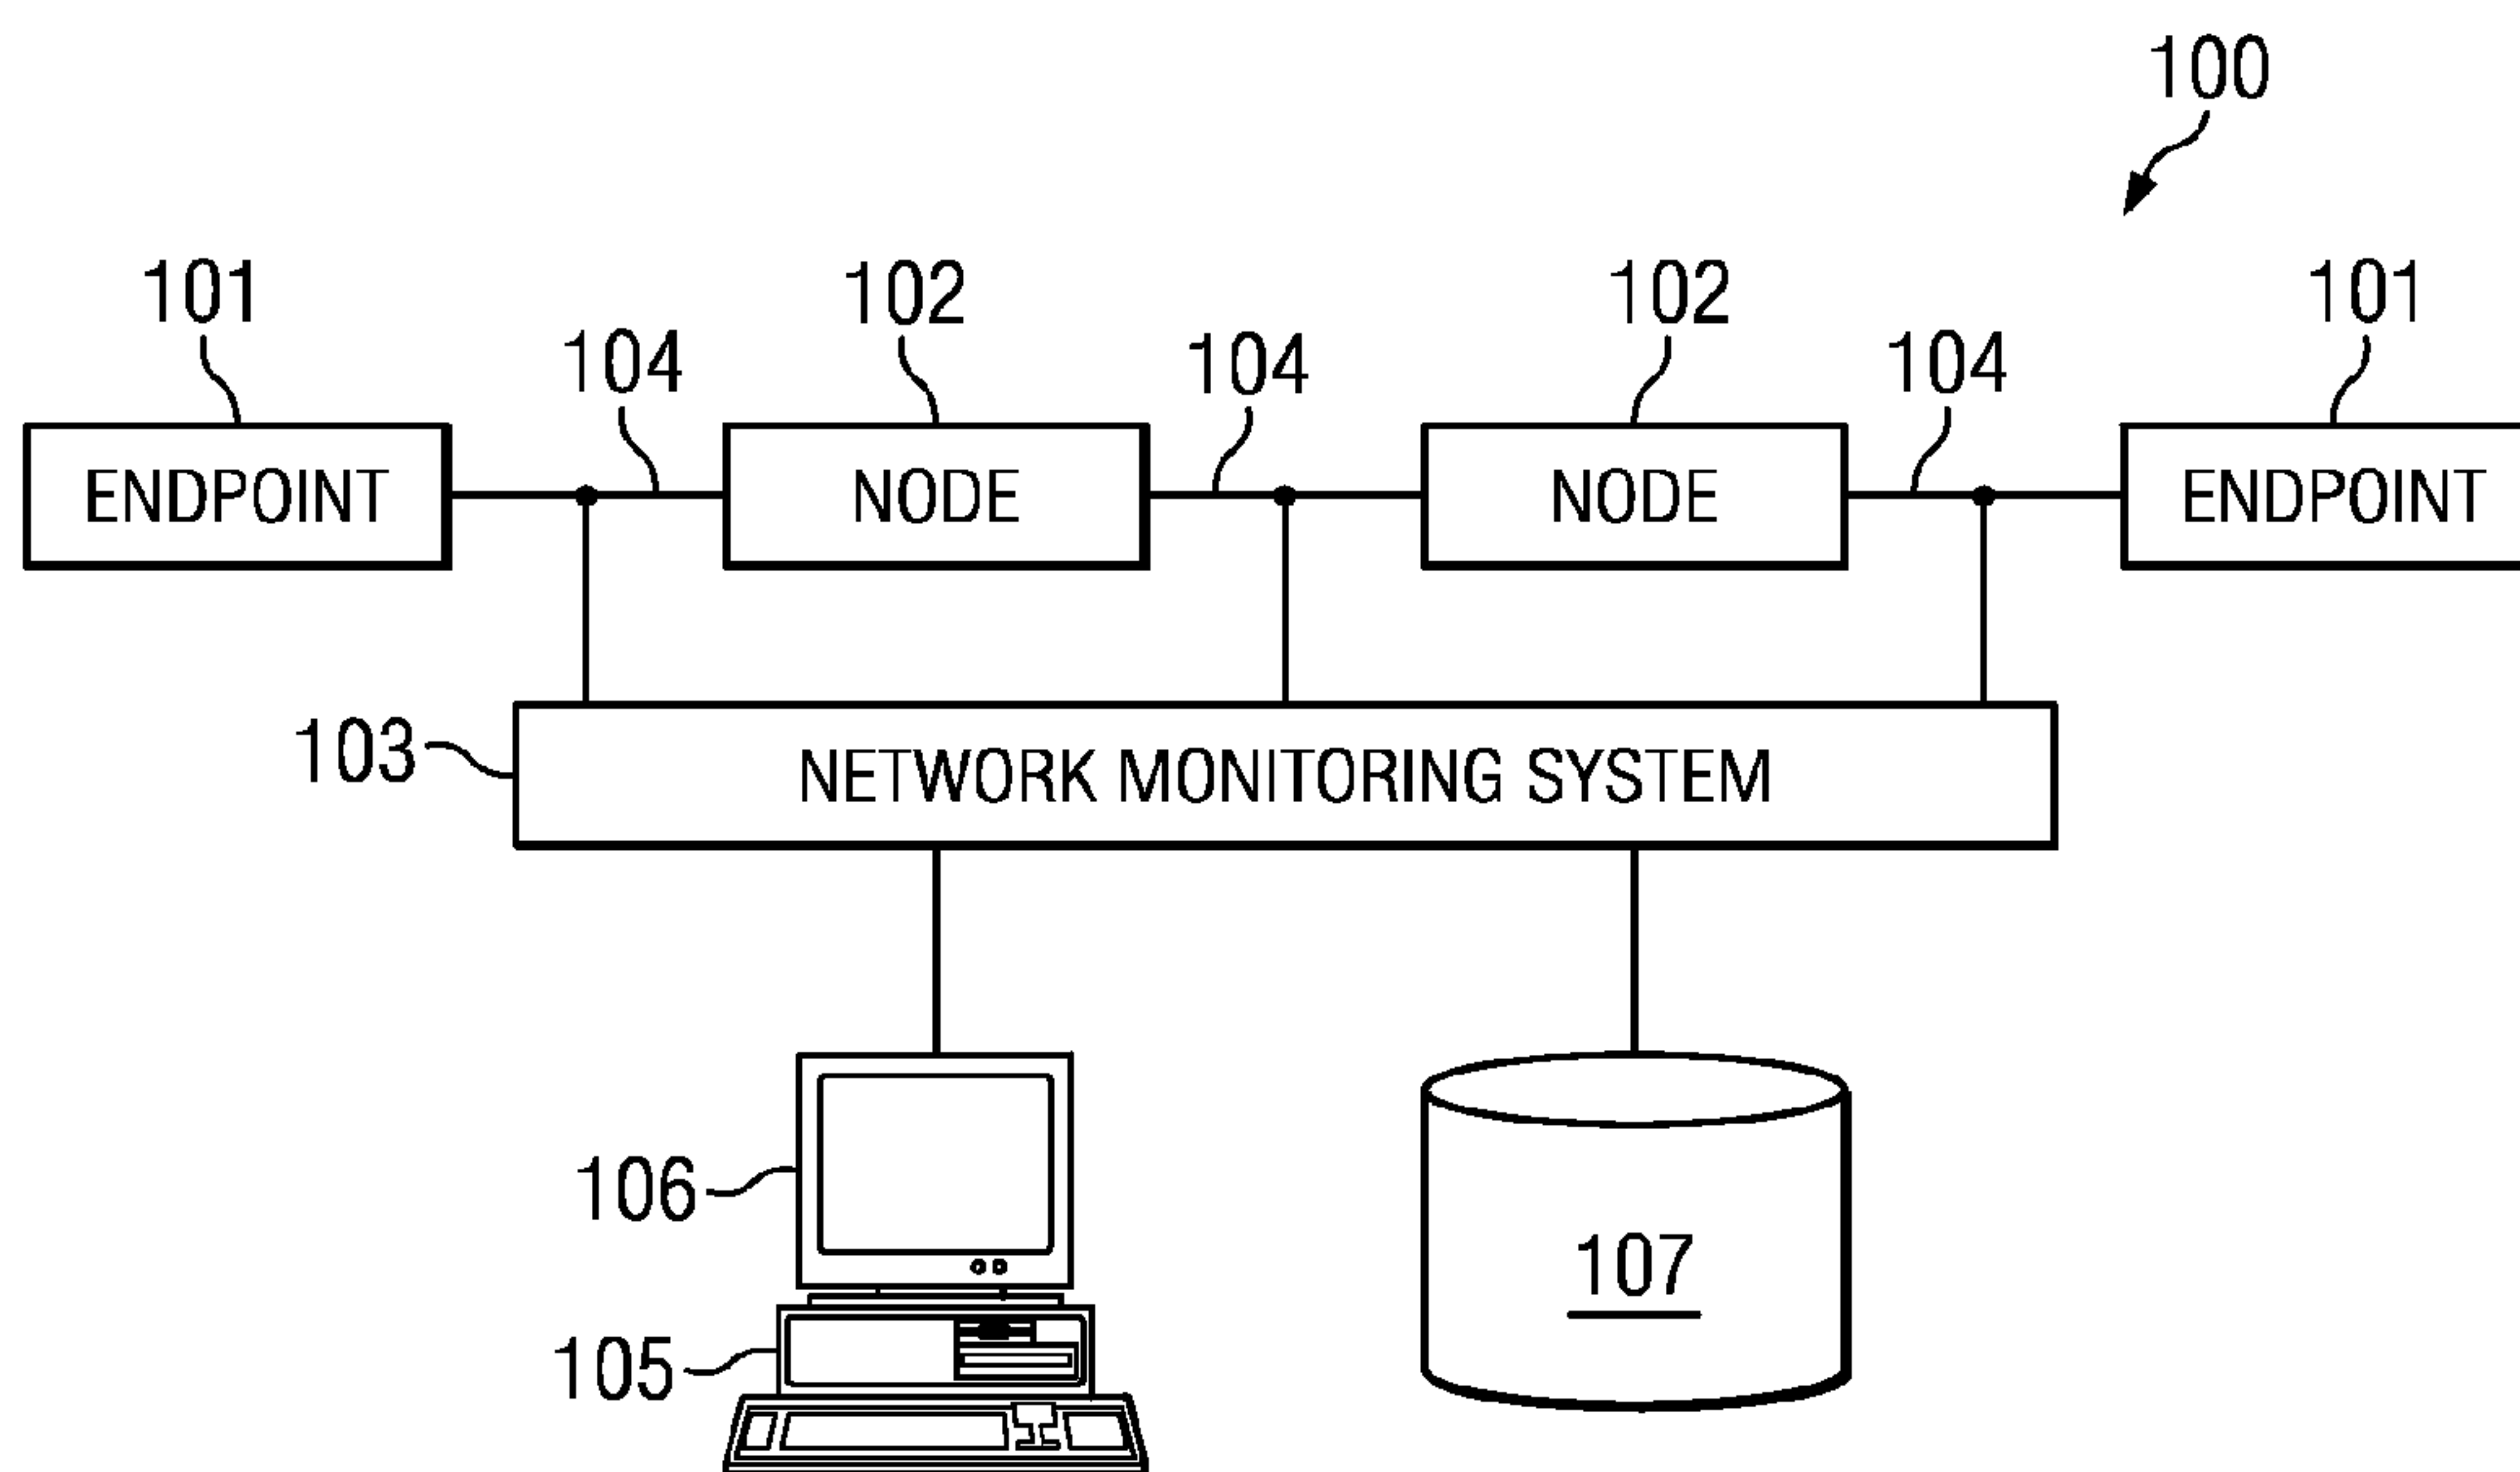 100
101
102
102
101
104
104
104
ENDPOINT
NODE
NODE
ENDPOINT
103
NETWORK MONITORING SYSTEM
106
107
105